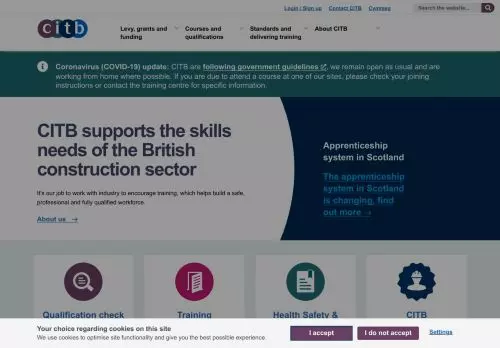 Login | Sign up Contact CITB Cymraeg Search the website...
citb
Levy, grants and funding
Courses and qualifications
Standards and delivering training
About CITB
Coronavirus (COVID-19) update: CITB are following government guidelines, we remain open as usual and are
working from home where possible. If you are due to attend a course at one of our sites, please check your joining
instructions or contact the training centre for specific information.
CITB supports the skills
needs of the British
construction sector
It's our job to work with industry to encourage training, which helps build a safe,
professional and fully qualified workforce.
About us →
Apprenticeship
system in Scotland
The apprenticeship
system in Scotland
is changing, find
out more →
Qualification check
Training
Health Safety &
CITB
Your choice regarding cookies on this site
We use cookies to optimise site functionality and give you the best possible experience.
I accept
I do not accept
Settings